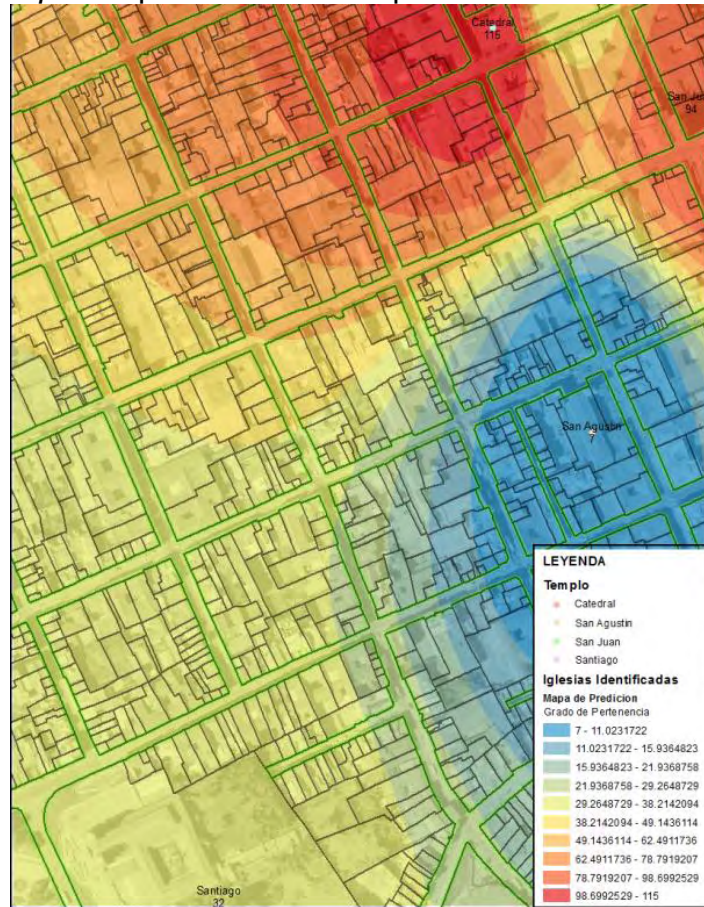 Catedral
115
San Ju
94
San Agustin
7
Santiago
32
LEYENDA
Templo
Catedral
San Agustin
San Juan
Santiago
Iglesias Identificadas
Mapa de Predicion
Grado de Pertenencia
7 - 11.0231722
11.0231722 - 15.9364823
15.9364823 - 21.9368758
21.9368758 - 29.2648729
29.2648729 - 38.2142094
38.2142094 - 49.1436114
49.1436114 - 62.4911736
62.4911736 - 78.7919207
78.7919207 - 98.6992529
98.6992529 - 115